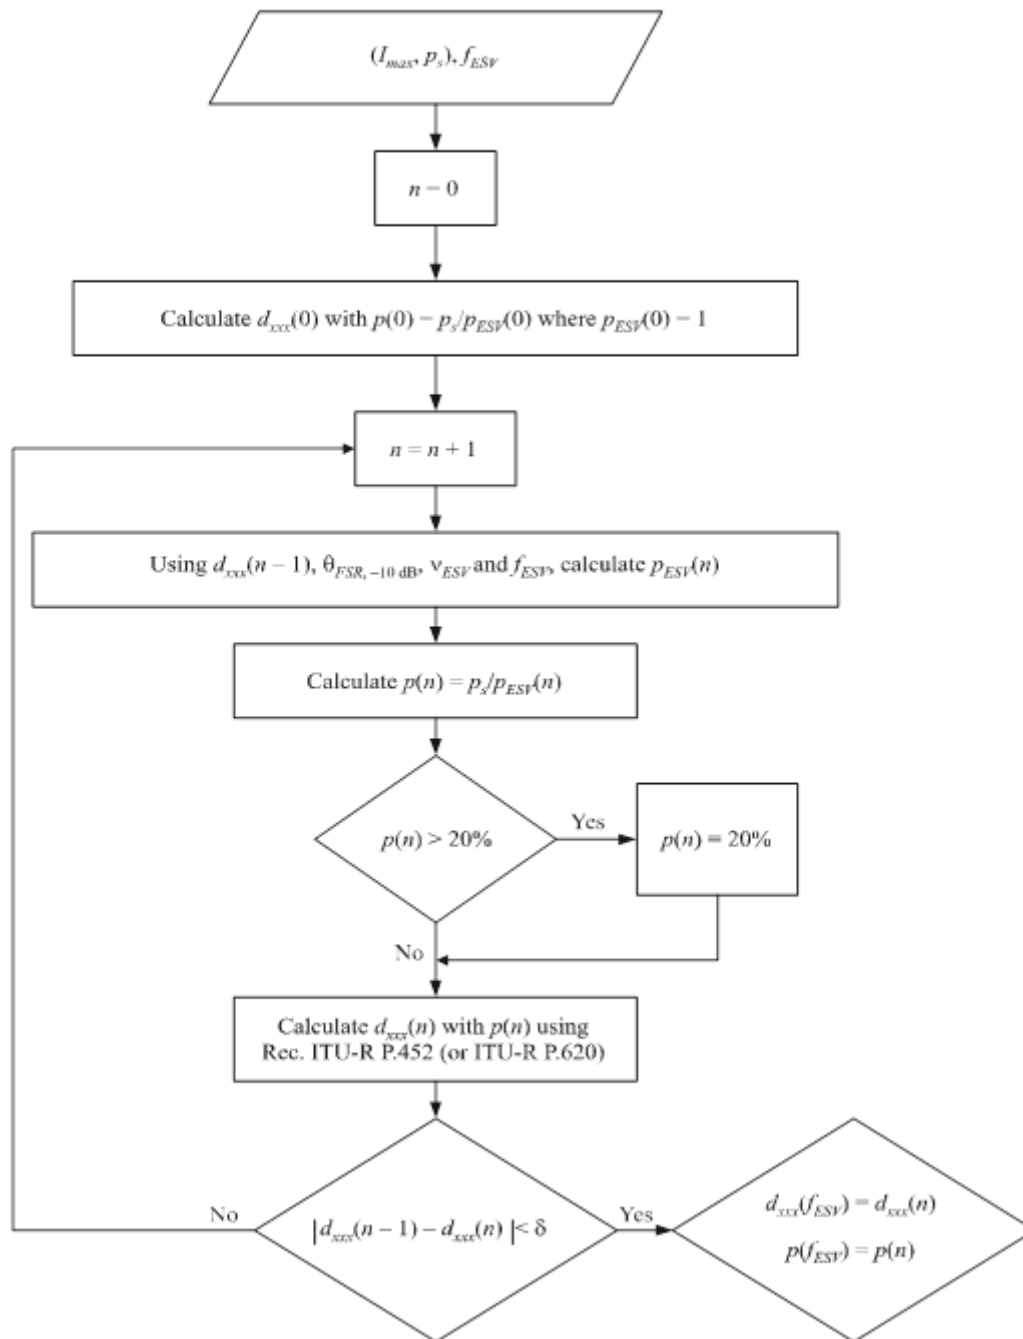 (I_max, p_s), f_ESV
n − 0
Calculate d_xxx(0) with p(0) − p_s/p_ESV(0) where p_ESV(0) − 1
n = n + 1
Using d_xxx(n − 1), θ_FSR, −10 dB, ν_ESV and f_ESV, calculate p_ESV(n)
Calculate p(n) = p_s/p_ESV(n)
p(n) > 20%
Yes
p(n) = 20%
No
Calculate d_xxx(n) with p(n) using
Rec. ITU-R P.452 (or ITU-R P.620)
No
|d_xxx(n − 1) − d_xxx(n) |< δ
Yes
d_xxx(f_ESV) = d_xxx(n)
p(f_ESV) = p(n)